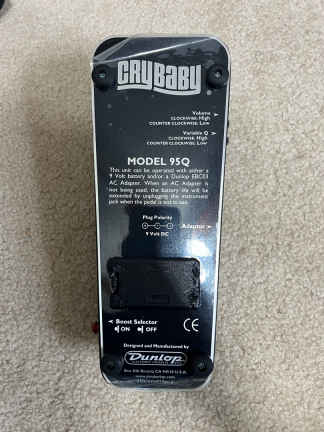 CRYBABY
Volume
CLOCKWISE: High
COUNTER CLOCKWISE: Low
Variable Q
CLOCKWISE: High
COUNTER CLOCKWISE: Low
MODEL 95Q
This unit can be operated with either a
9 Volt battery and/or a Dunlop ECB03
AC Adapter. When an AC Adapter is
not being used, the battery life will be
extended by unplugging the instrument
jack when the pedal is not in use.
Plug Polarity
Adaptor
9 Volt DC
Boost Selector
ON OFF
CE
Designed and Manufactured by
Dunlop